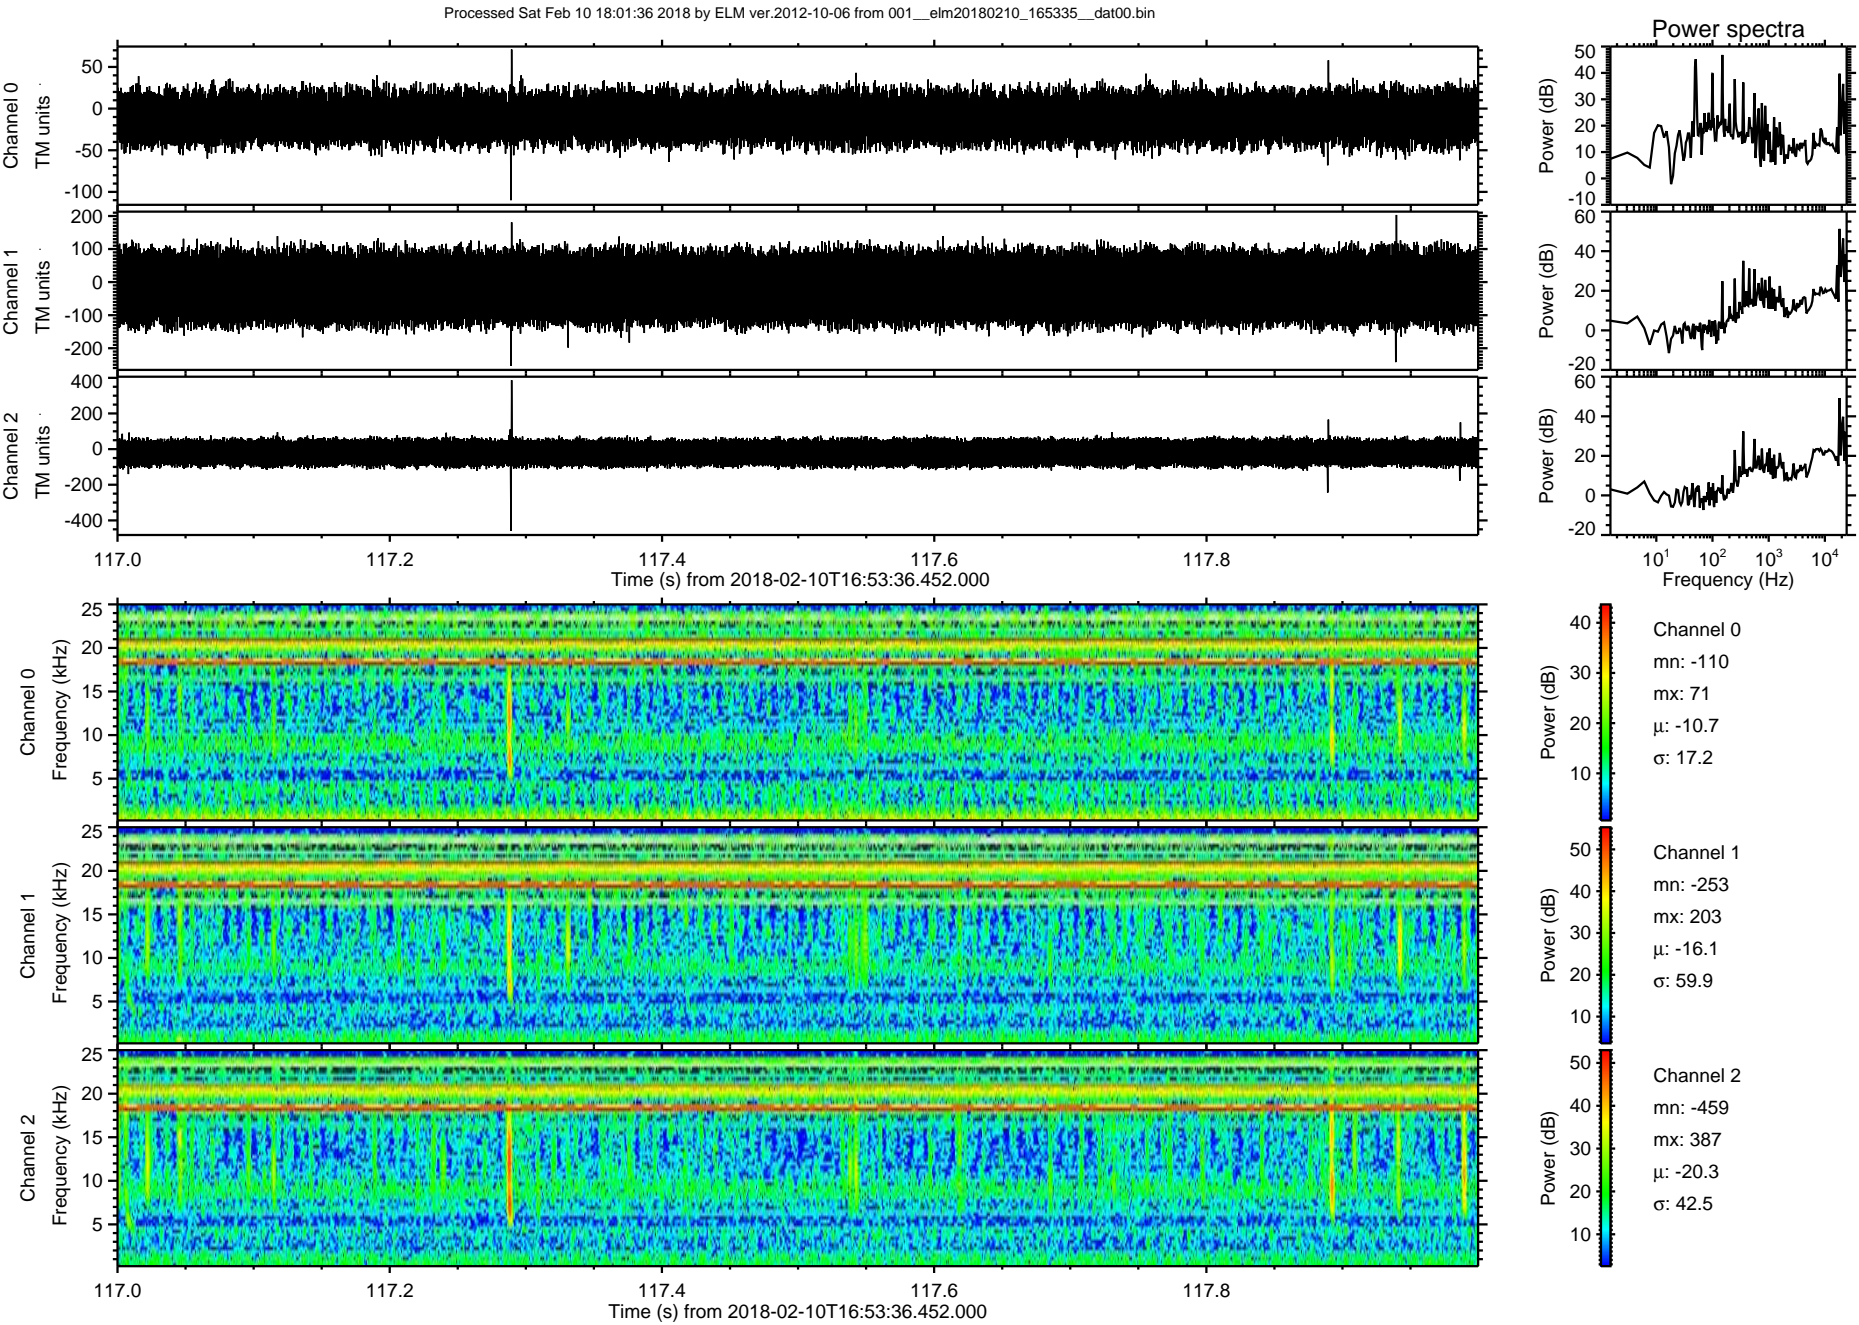 Processed Sat Feb 10 18:01:36 2018 by ELM ver.2012-10-06 from 001__elm20180210_165335__dat00.bin
Power spectra
Channel 0
TM units
50
0
-50
-100
Power (dB)
50
40
30
20
10
0
-10
Channel 1
TM units
200
100
0
-100
-200
Power (dB)
60
40
20
0
-20
Channel 2
TM units
400
200
0
-200
-400
Power (dB)
60
40
20
0
-20
117.0 117.2 117.4 117.6 117.8
Time (s) from 2018-02-10T16:53:36.452.000
10^1 10^2 10^3 10^4
Frequency (Hz)
Channel 0
Frequency (kHz)
25
20
15
10
5
Power (dB)
40
30
20
10
Channel 0
mn: -110
mx: 71
μ: -10.7
σ: 17.2
Channel 1
Frequency (kHz)
25
20
15
10
5
Power (dB)
50
40
30
20
10
Channel 1
mn: -253
mx: 203
μ: -16.1
σ: 59.9
Channel 2
Frequency (kHz)
25
20
15
10
5
Power (dB)
50
40
30
20
10
Channel 2
mn: -459
mx: 387
μ: -20.3
σ: 42.5
117.0 117.2 117.4 117.6 117.8
Time (s) from 2018-02-10T16:53:36.452.000